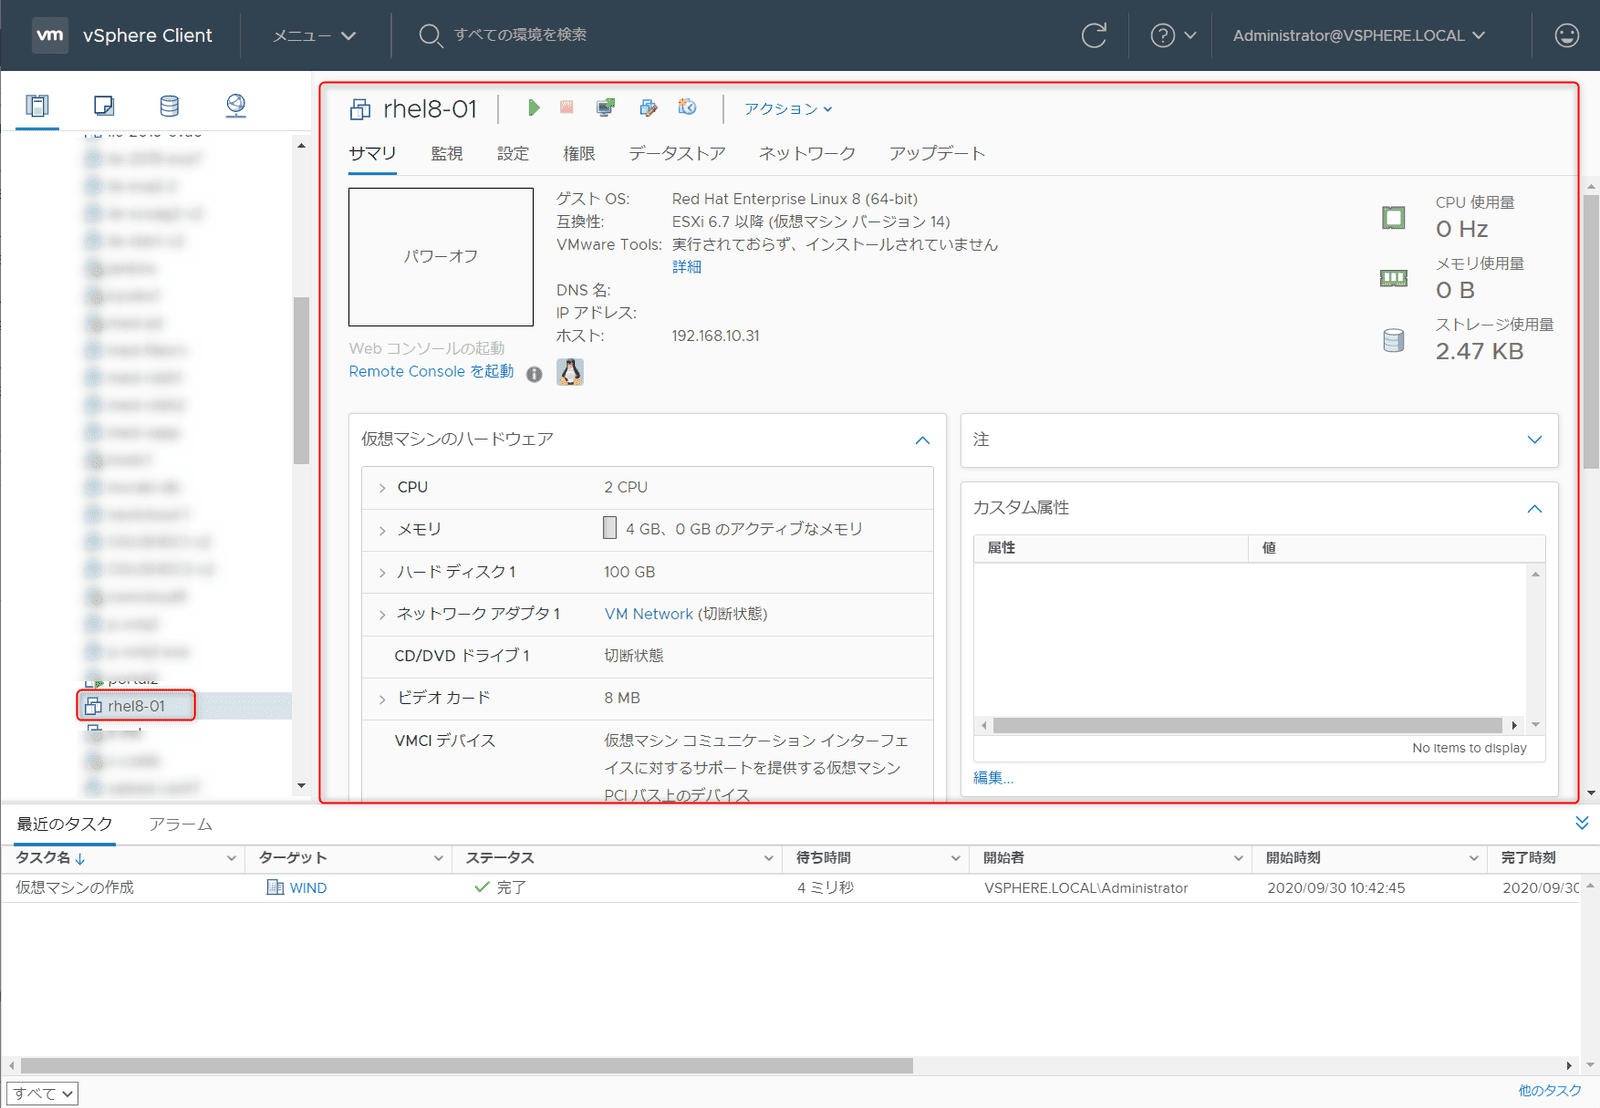 vm vSphere Client メニュー すべての環境を検索 Administrator@VSPHERE.LOCAL
rhel8-01 アクション
サマリ 監視 設定 権限 データストア ネットワーク アップデート
パワーオフ
Web コンソールの起動
Remote Console を起動
ゲスト OS: Red Hat Enterprise Linux 8 (64-bit)
互換性: ESXi 6.7 以降 (仮想マシン バージョン 14)
VMware Tools: 実行されておらず、インストールされていません
詳細
DNS 名:
IP アドレス:
ホスト: 192.168.10.31
CPU 使用量
0 Hz
メモリ使用量
0 B
ストレージ使用量
2.47 KB
仮想マシンのハードウェア
CPU 2 CPU
メモリ 4 GB、0 GB のアクティブなメモリ
ハード ディスク 1 100 GB
ネットワーク アダプタ 1 VM Network (切断状態)
CD/DVD ドライブ 1 切断状態
ビデオ カード 8 MB
VMCI デバイス 仮想マシン コミュニケーション インターフェ
イスに対するサポートを提供する仮想マシン
PCI バス上のデバイス
注
カスタム属性
属性 値
No items to display
編集...
portal2
rhel8-01
最近のタスク アラーム
タスク名 ターゲット ステータス 待ち時間 開始者 開始時刻 完了時刻
仮想マシンの作成 WIND 完了 4 ミリ秒 VSPHERE.LOCAL\Administrator 2020/09/30 10:42:45 2020/09/30
すべて 他のタスク